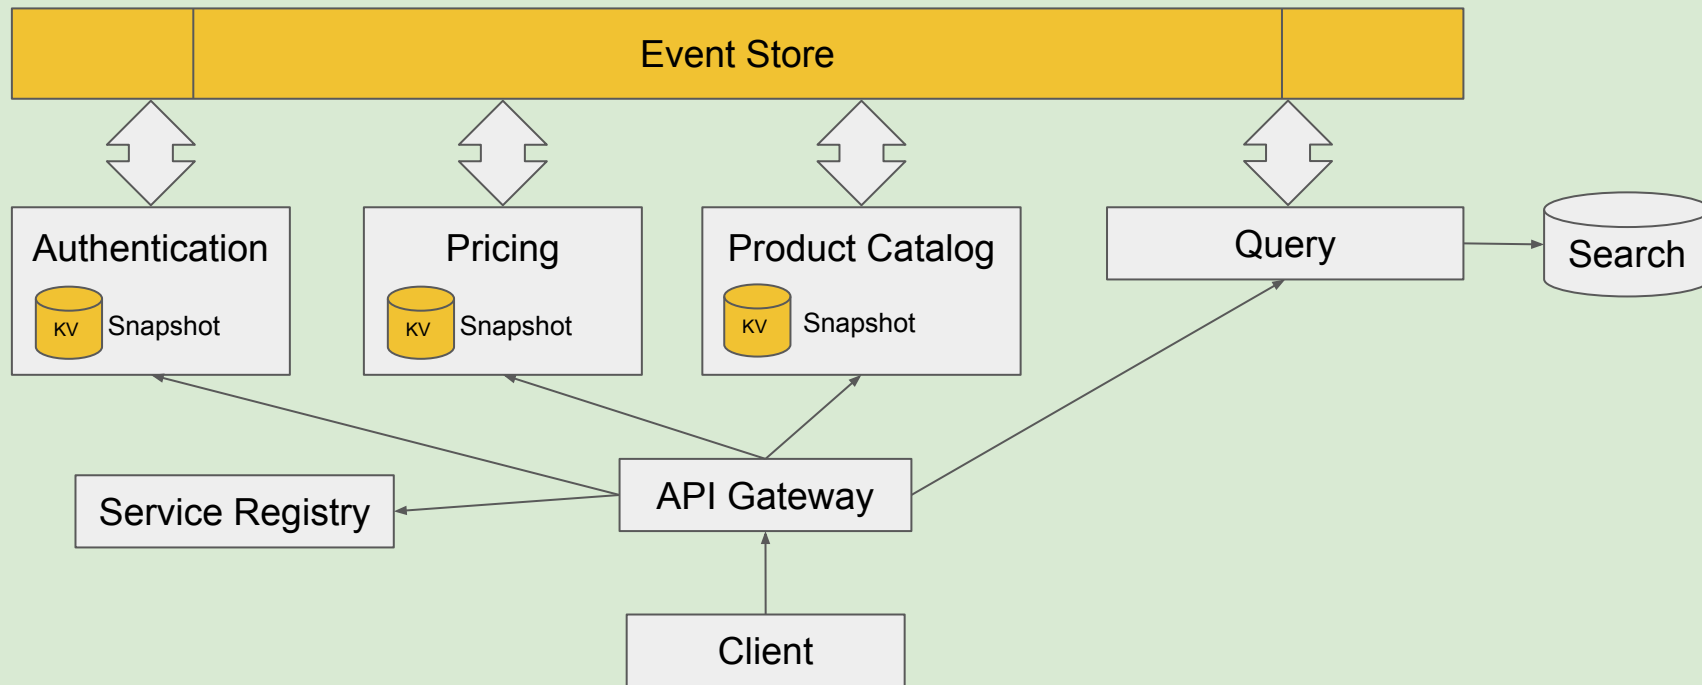 Event Store
Authentication
KV Snapshot
Pricing
KV Snapshot
Product Catalog
KV Snapshot
Query
Search
Service Registry
API Gateway
Client